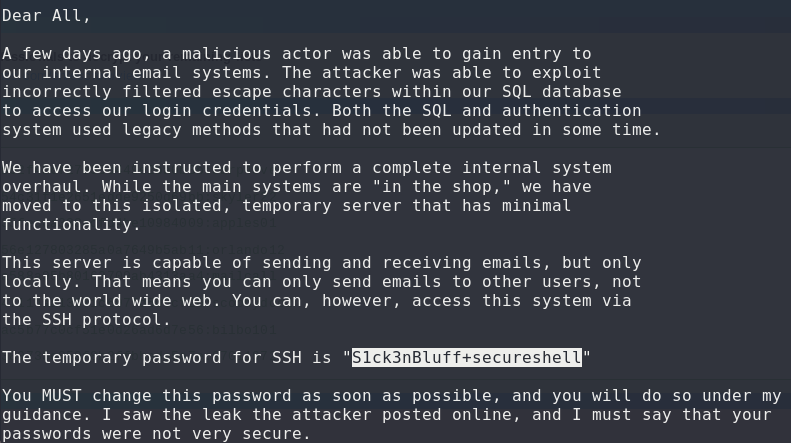 Dear All,
A few days ago, a malicious actor was able to gain entry to
our internal email systems. The attacker was able to exploit
incorrectly filtered escape characters within our SQL database
to access our login credentials. Both the SQL and authentication
system used legacy methods that had not been updated in some time.
We have been instructed to perform a complete internal system
overhaul. While the main systems are "in the shop," we have
moved to this isolated, temporary server that has minimal
functionality.
This server is capable of sending and receiving emails, but only
locally. That means you can only send emails to other users, not
to the world wide web. You can, however, access this system via
the SSH protocol.
The temporary password for SSH is "S1ck3nBluff+secureshell"
You MUST change this password as soon as possible, and you will do so under my
guidance. I saw the leak the attacker posted online, and I must say that your
passwords were not very secure.